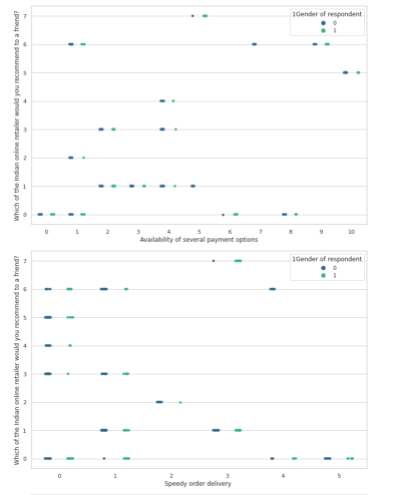 Which of the Indian online retailer would you recommend to a friend?
7
6
5
4
3
2
1
0
1Gender of respondent
0
1
0 1 2 3 4 5 6 7 8 9 10
Availability of several payment options
Which of the Indian online retailer would you recommend to a friend?
7
6
5
4
3
2
1
0
1Gender of respondent
0
1
0 1 2 3 4 5
Speedy order delivery